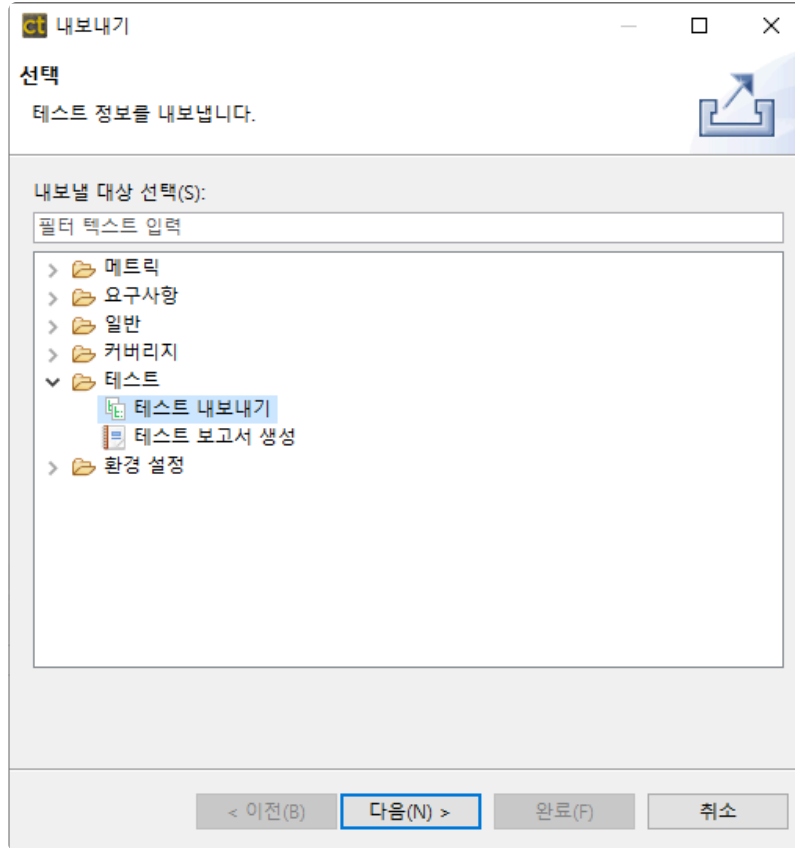 ct 내보내기
선택
테스트 정보를 내보냅니다.
내보낼 대상 선택(S):
필터 텍스트 입력
메트릭
요구사항
일반
커버리지
테스트
테스트 내보내기
테스트 보고서 생성
환경 설정
< 이전(B) 다음(N) > 완료(F) 취소